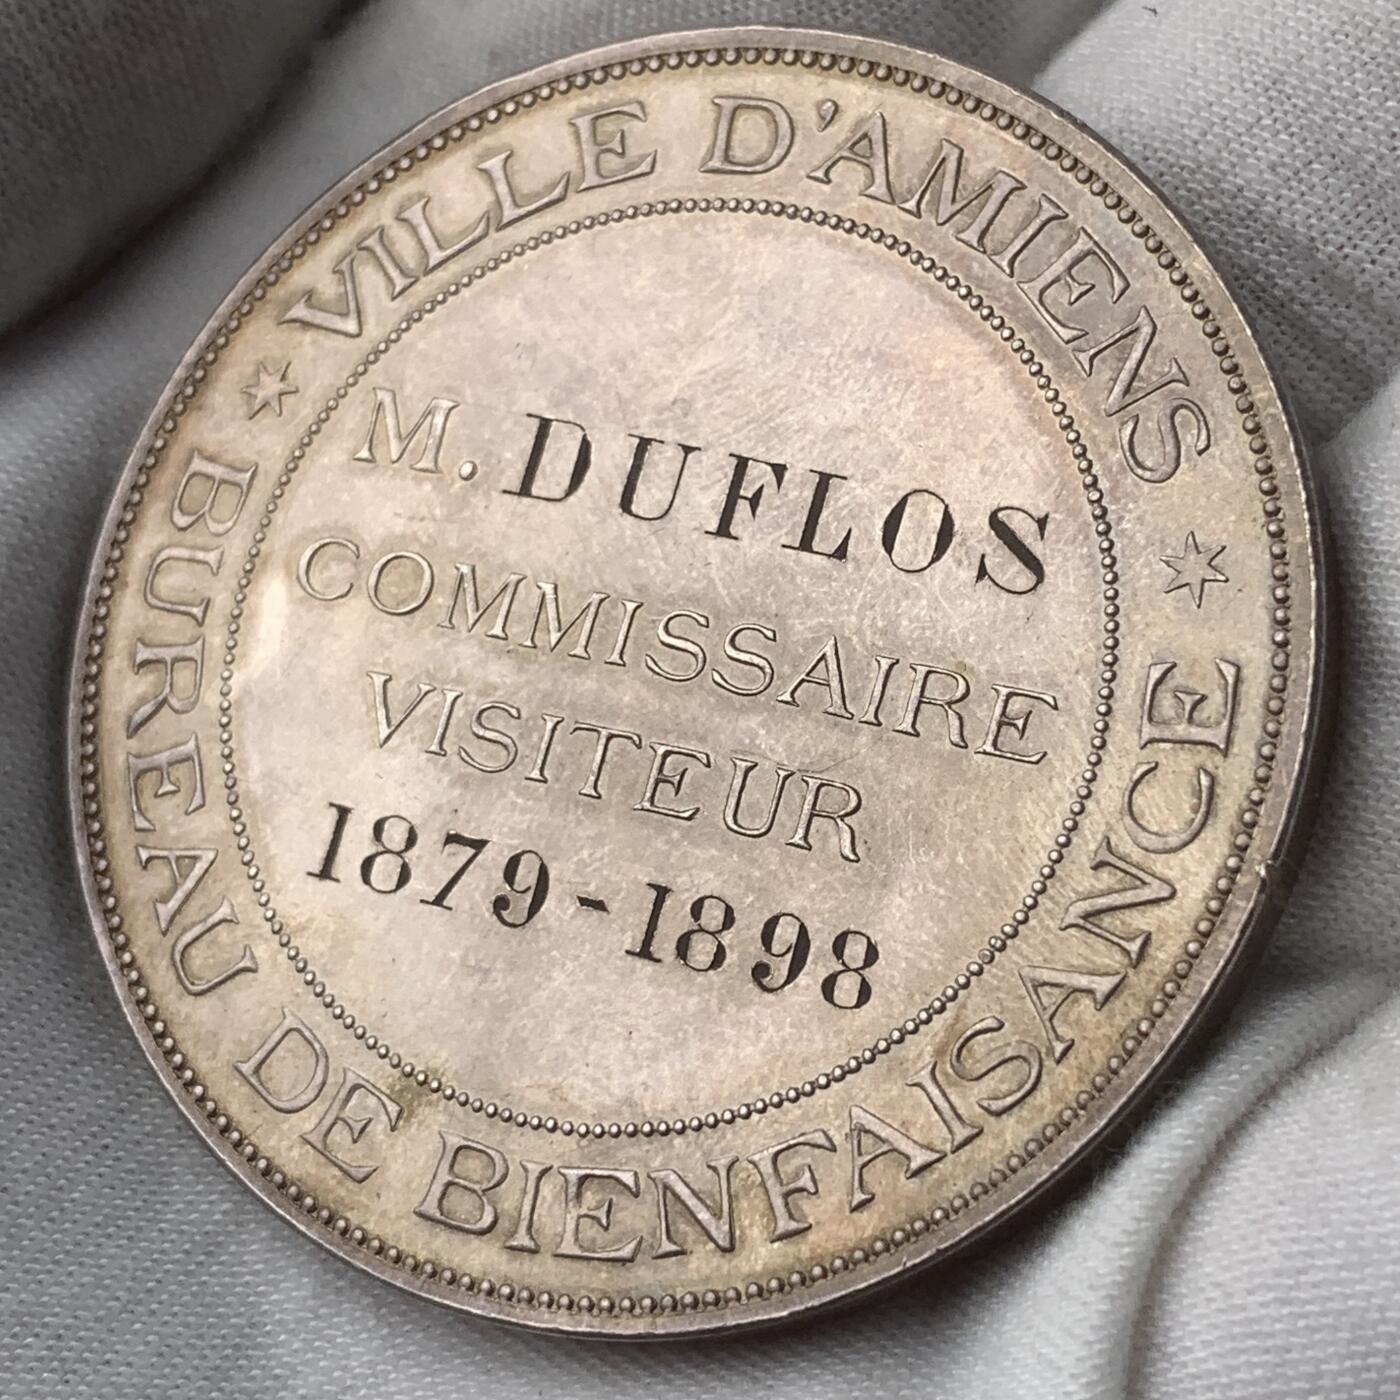 VILLE D'AMIENS
M. DUFLOS
COMMISSAIRE
VISITEUR
1879-1898
BUREAU DE BIENFAISANCE